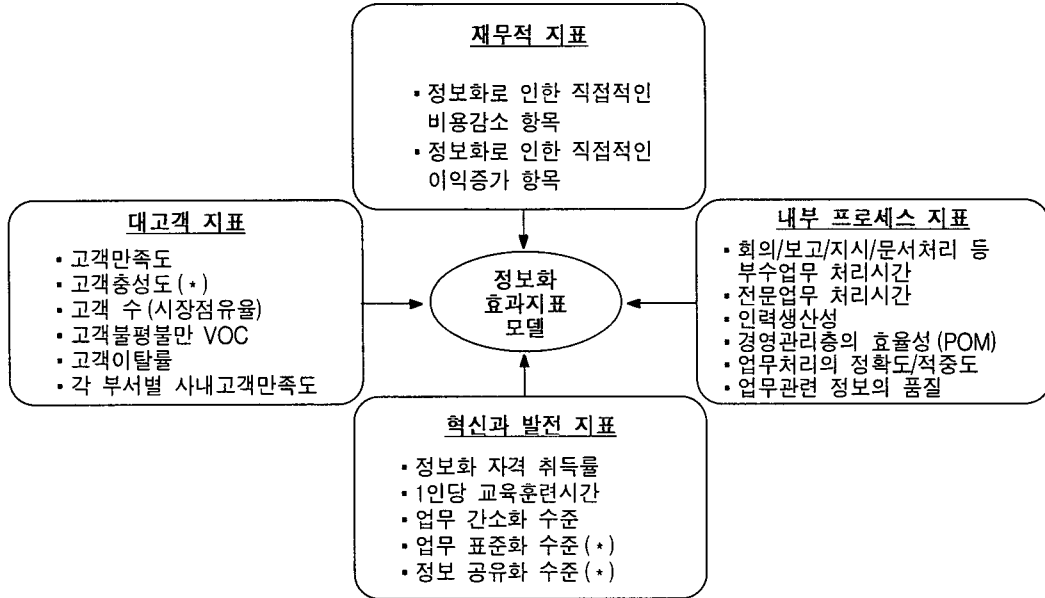 재무적 지표
▪ 정보화로 인한 직접적인
비용감소 항목
▪ 정보화로 인한 직접적인
이익증가 항목
대고객 지표
▪ 고객만족도
▪ 고객충성도(*)
▪ 고객 수(시장점유율)
▪ 고객불평불만 VOC
▪ 고객이탈률
▪ 각 부서별 사내고객만족도
정보화
효과지표
모델
내부 프로세스 지표
▪ 회의/보고/지시/문서처리 등
부수업무 처리시간
▪ 전문업무 처리시간
▪ 인력생산성
▪ 경영관리층의 효율성(POM)
▪ 업무처리의 정확도/적중도
▪ 업무관련 정보의 품질
혁신과 발전 지표
▪ 정보화 자격 취득률
▪ 1인당 교육훈련시간
▪ 업무 간소화 수준
▪ 업무 표준화 수준(*)
▪ 정보 공유화 수준(*)